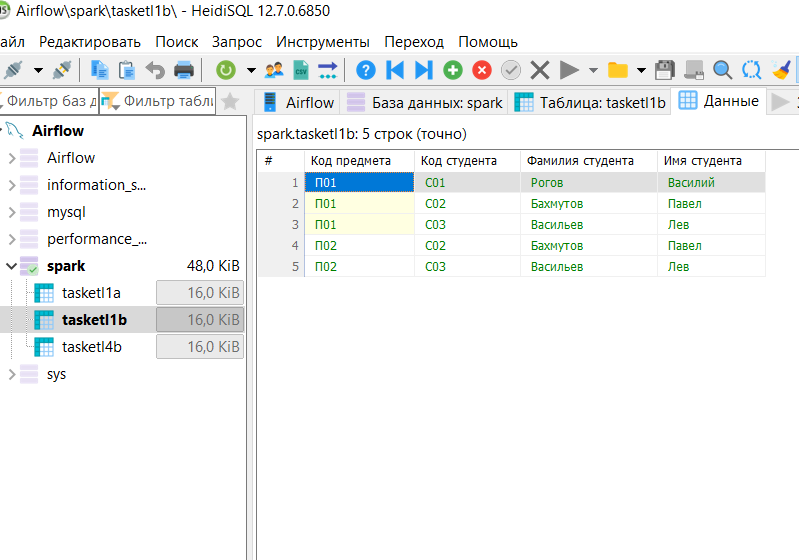 Airflow\spark\tasketl1b\ - HeidiSQL 12.7.0.6850
айл Редактировать Поиск Запрос Инструменты Переход Помощь
Фильтр баз д Фильтр табли
Airflow База данных: spark Таблица: tasketl1b Данные
Airflow
Airflow
information_s...
mysql
performance_...
spark 48,0 KiB
tasketl1a 16,0 KiB
tasketl1b 16,0 KiB
tasketl4b 16,0 KiB
sys
spark.tasketl1b: 5 строк (точно)
# Код предмета Код студента Фамилия студента Имя студента
1 П01 С01 Рогов Василий
2 П01 С02 Бахмутов Павел
3 П01 С03 Васильев Лев
4 П02 С02 Бахмутов Павел
5 П02 С03 Васильев Лев